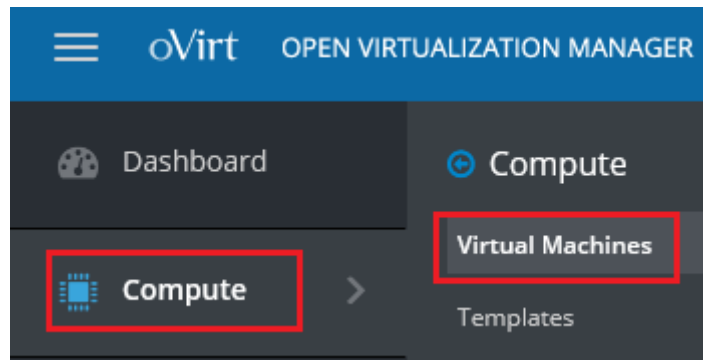 oVirt OPEN VIRTUALIZATION MANAGER
Dashboard
Compute
Compute
Virtual Machines
Templates